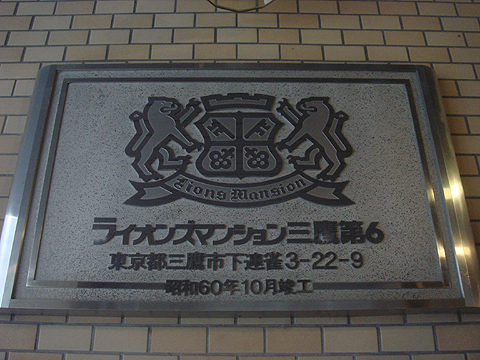 Lions Mansion
ライオンズマンション三鷹第6
東京都三鷹市下連雀3-22-9
昭和60年10月竣工